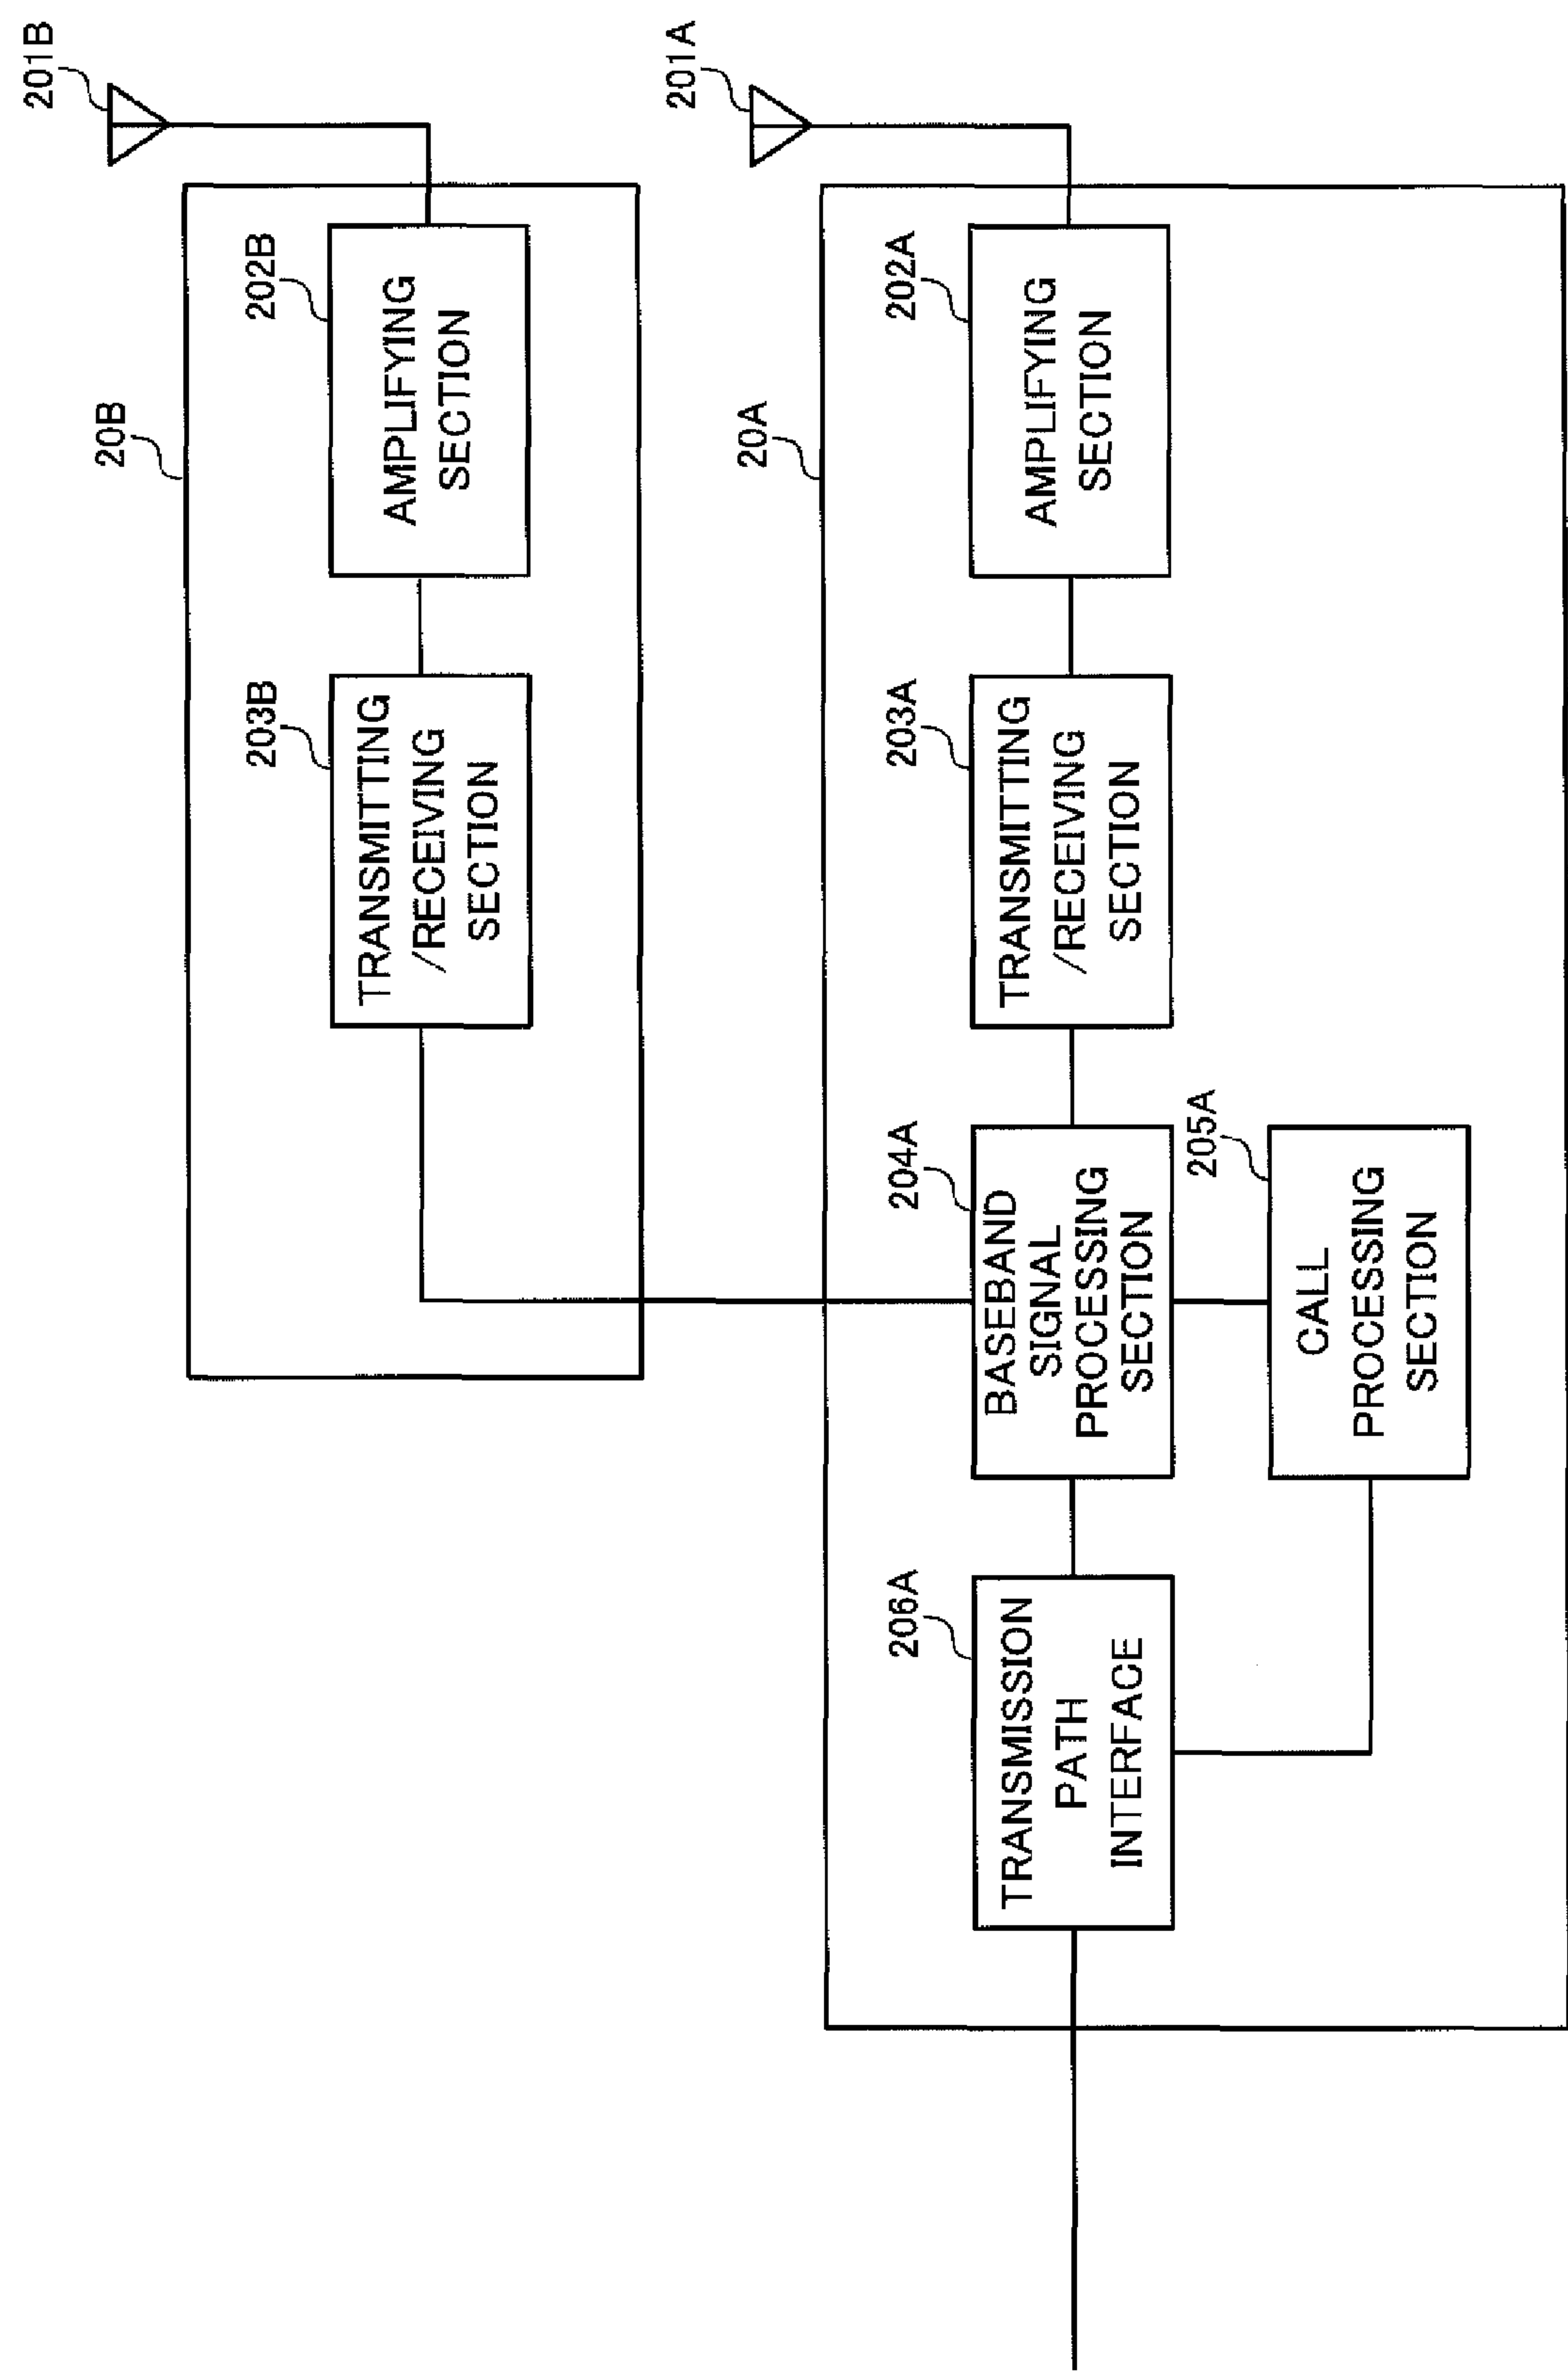 201B
20B
202B
AMPLIFYING
SECTION
203B
TRANSMITTING
/RECEIVING
SECTION
201A
20A
202A
AMPLIFYING
SECTION
203A
TRANSMITTING
/RECEIVING
SECTION
204A
BASEBAND
SIGNAL
PROCESSING
SECTION
205A
CALL
PROCESSING
SECTION
206A
TRANSMISSION
PATH
INTERFACE